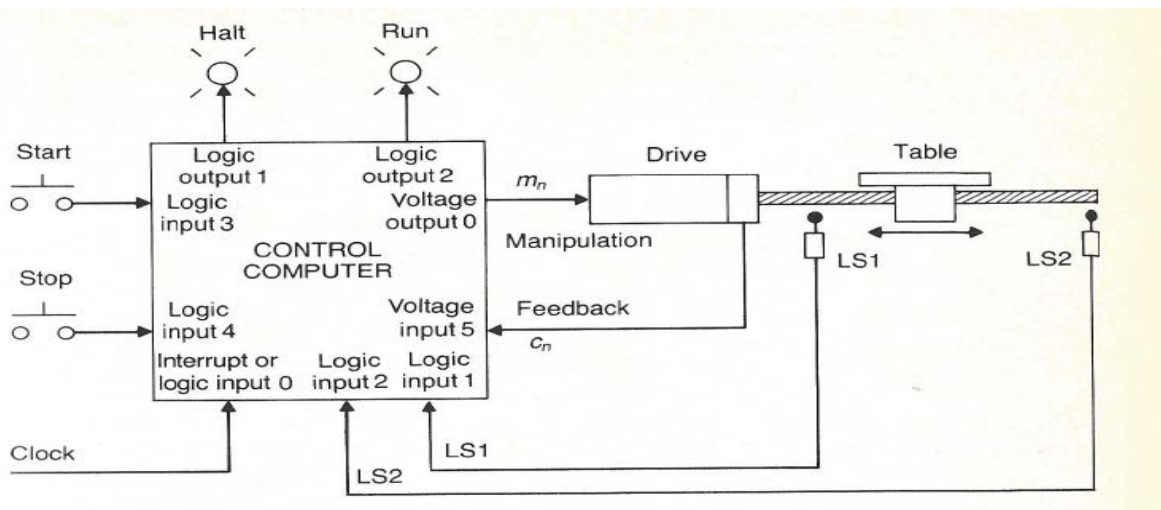 Halt
Run
Start
Logic
output 1
Logic
output 2
Drive
Table
Logic
input 3
Voltage
output 0
mn
Manipulation
CONTROL
COMPUTER
LS1
LS2
Stop
Logic
input 4
Voltage
input 5
Feedback
cn
Interrupt or
logic input 0
Logic
input 2
Logic
input 1
Clock
LS1
LS2